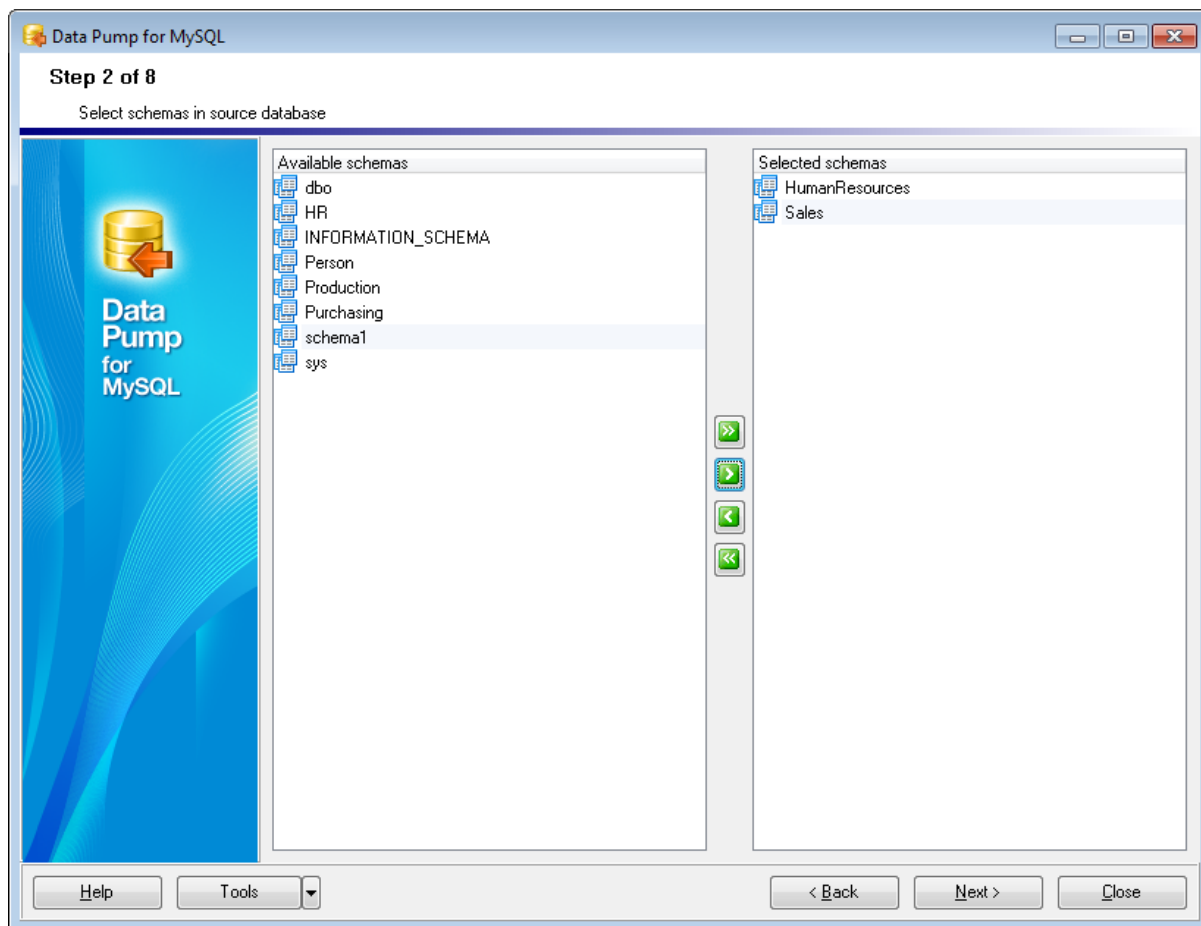 Data Pump for MySQL
Step 2 of 8
Select schemas in source database
Data
Pump
for
MySQL
Available schemas
dbo
HR
INFORMATION_SCHEMA
Person
Production
Purchasing
schema1
sys
Selected schemas
HumanResources
Sales
Help
Tools
< Back
Next >
Close